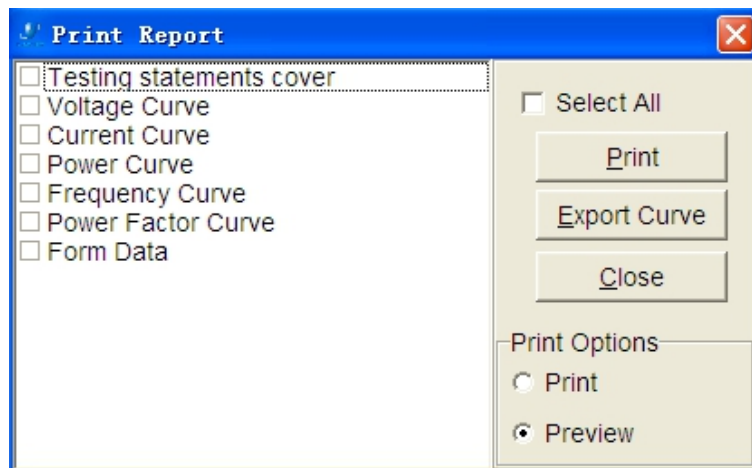 Print Report
Testing statements cover
Voltage Curve
Current Curve
Power Curve
Frequency Curve
Power Factor Curve
Form Data
Select All
Print
Export Curve
Close
Print Options
Print
Preview